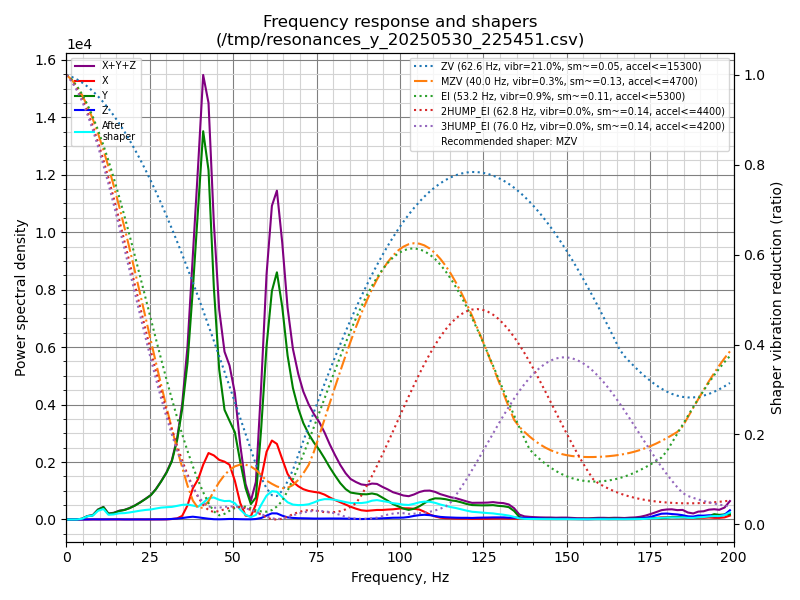 Frequency response and shapers
(/tmp/resonances_y_20250530_225451.csv)
1e4
X+Y+Z
X
Y
Z
After
shaper
ZV (62.6 Hz, vibr=21.0%, sm~=0.05, accel<=15300)
MZV (40.0 Hz, vibr=0.3%, sm~=0.13, accel<=4700)
EI (53.2 Hz, vibr=0.9%, sm~=0.11, accel<=5300)
2HUMP_EI (62.8 Hz, vibr=0.0%, sm~=0.14, accel<=4400)
3HUMP_EI (76.0 Hz, vibr=0.0%, sm~=0.14, accel<=4200)
Recommended shaper: MZV
Power spectral density
1.6
1.4
1.2
1.0
0.8
0.6
0.4
0.2
0.0
1.0
0.8
0.6
0.4
0.2
0.0
Shaper vibration reduction (ratio)
0 25 50 75 100 125 150 175 200
Frequency, Hz